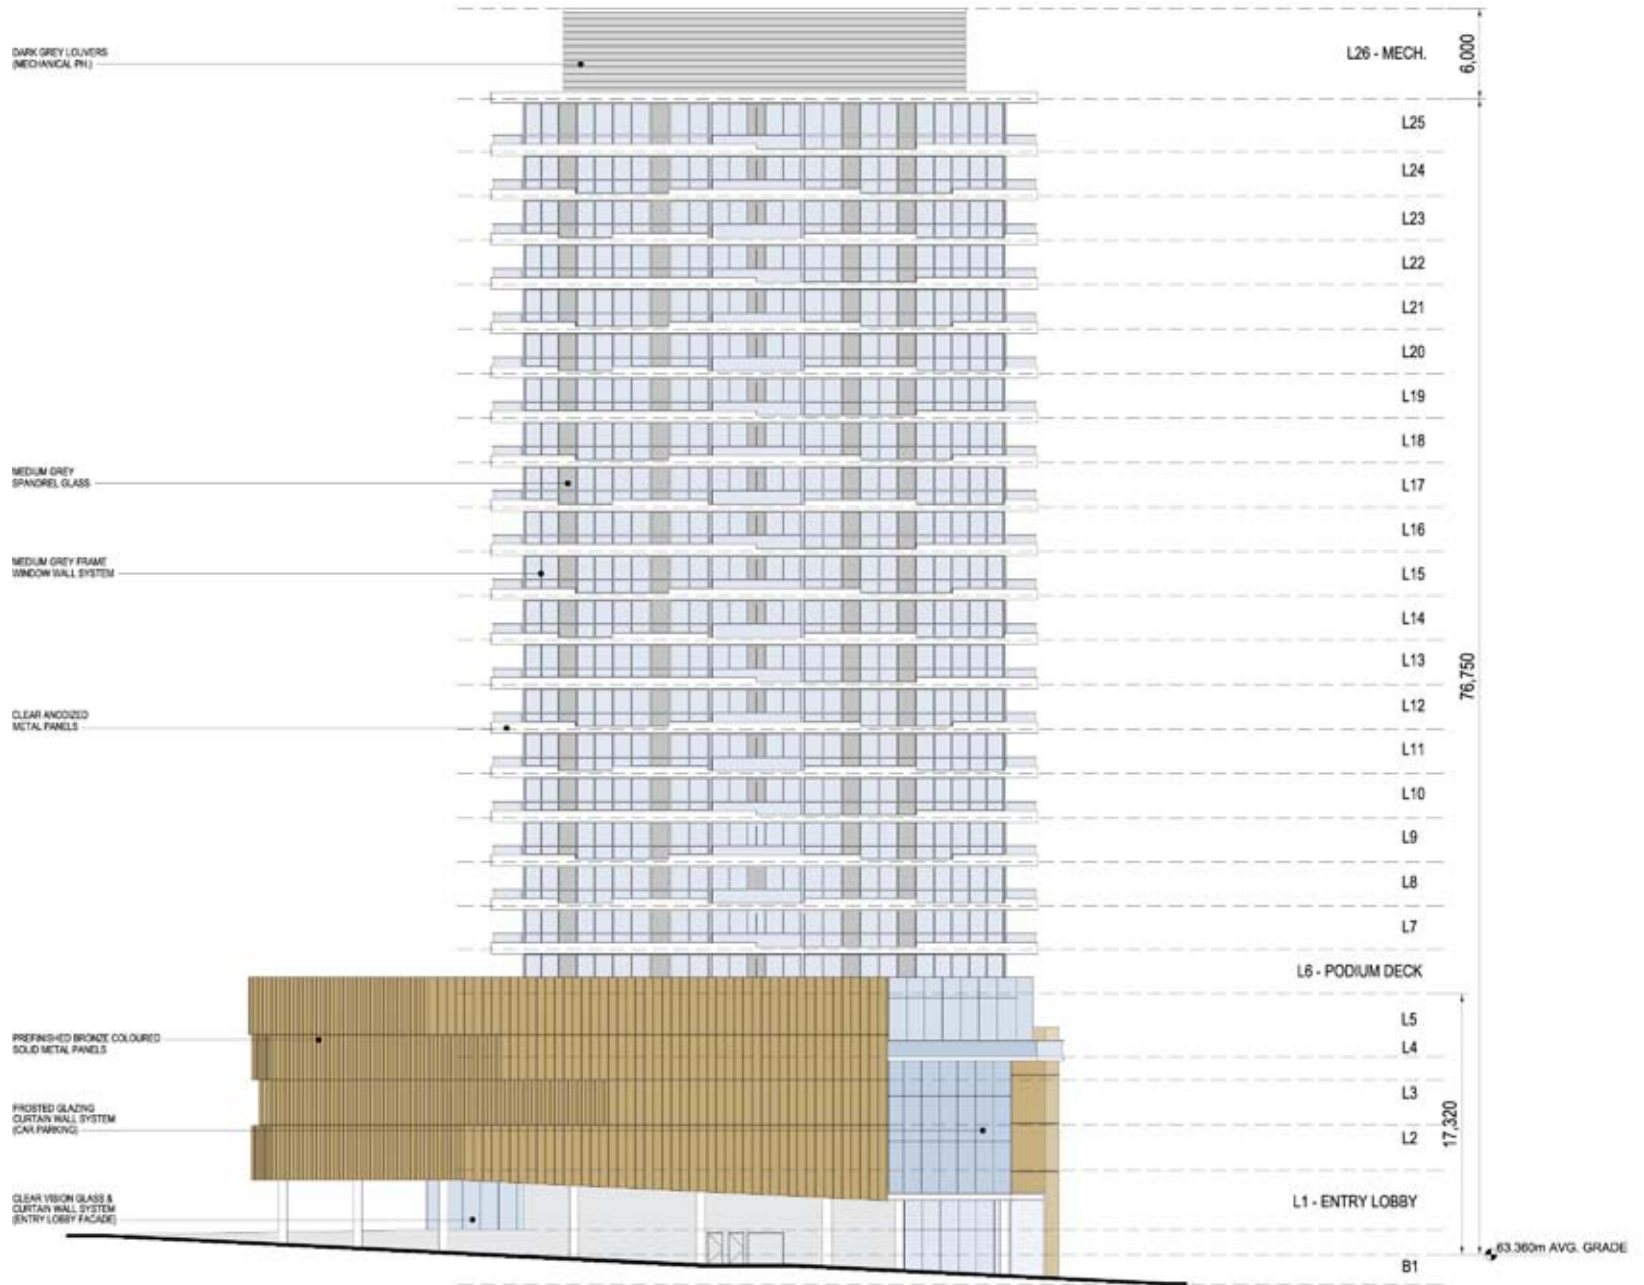 DARK GREY LOUVERS
(MECHANICAL PH.)
L26 - MECH.
6,000
L25
L24
L23
L22
L21
L20
L19
L18
MEDIUM GREY
SPANDREL GLASS
L17
L16
MEDIUM GREY FRAME
WINDOW WALL SYSTEM
L15
L14
L13
76,750
L12
CLEAR ANODIZED
METAL PANELS
L11
L10
L9
L8
L7
L6 - PODIUM DECK
L5
PREFINISHED BRONZE COLOURED
SOLID METAL PANELS
L4
L3
FROSTED GLAZING
CURTAIN WALL SYSTEM
(CAR PARKING)
17,320
L2
CLEAR VISION GLASS &
CURTAIN WALL SYSTEM
(ENTRY LOBBY FACADE)
L1 - ENTRY LOBBY
63.360m AVG. GRADE
B1